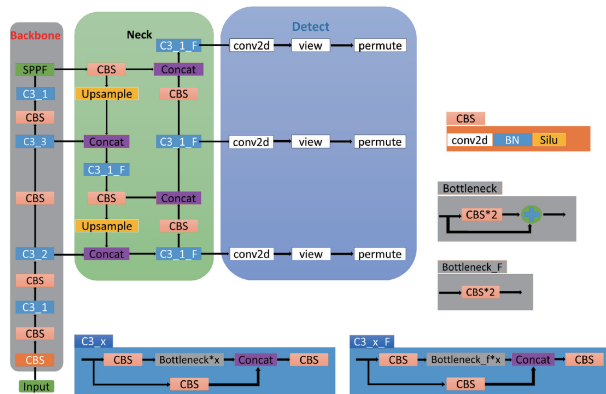 Backbone
SPPF
C3_1
CBS
C3_3
CBS
C3_2
CBS
C3_1
CBS
CBS
Input
Neck
C3_1_F
CBS
Concat
Upsample
CBS
Concat
C3_1_F
C3_1_F
CBS
Concat
Upsample
CBS
Concat
C3_1_F
Detect
conv2d view permute
conv2d view permute
conv2d view permute
CBS
conv2d BN Silu
Bottleneck
CBS*2
Bottleneck_F
CBS*2
C3_x
CBS Bottleneck*x Concat CBS
CBS
C3_x_F
CBS Bottleneck_f*x Concat CBS
CBS